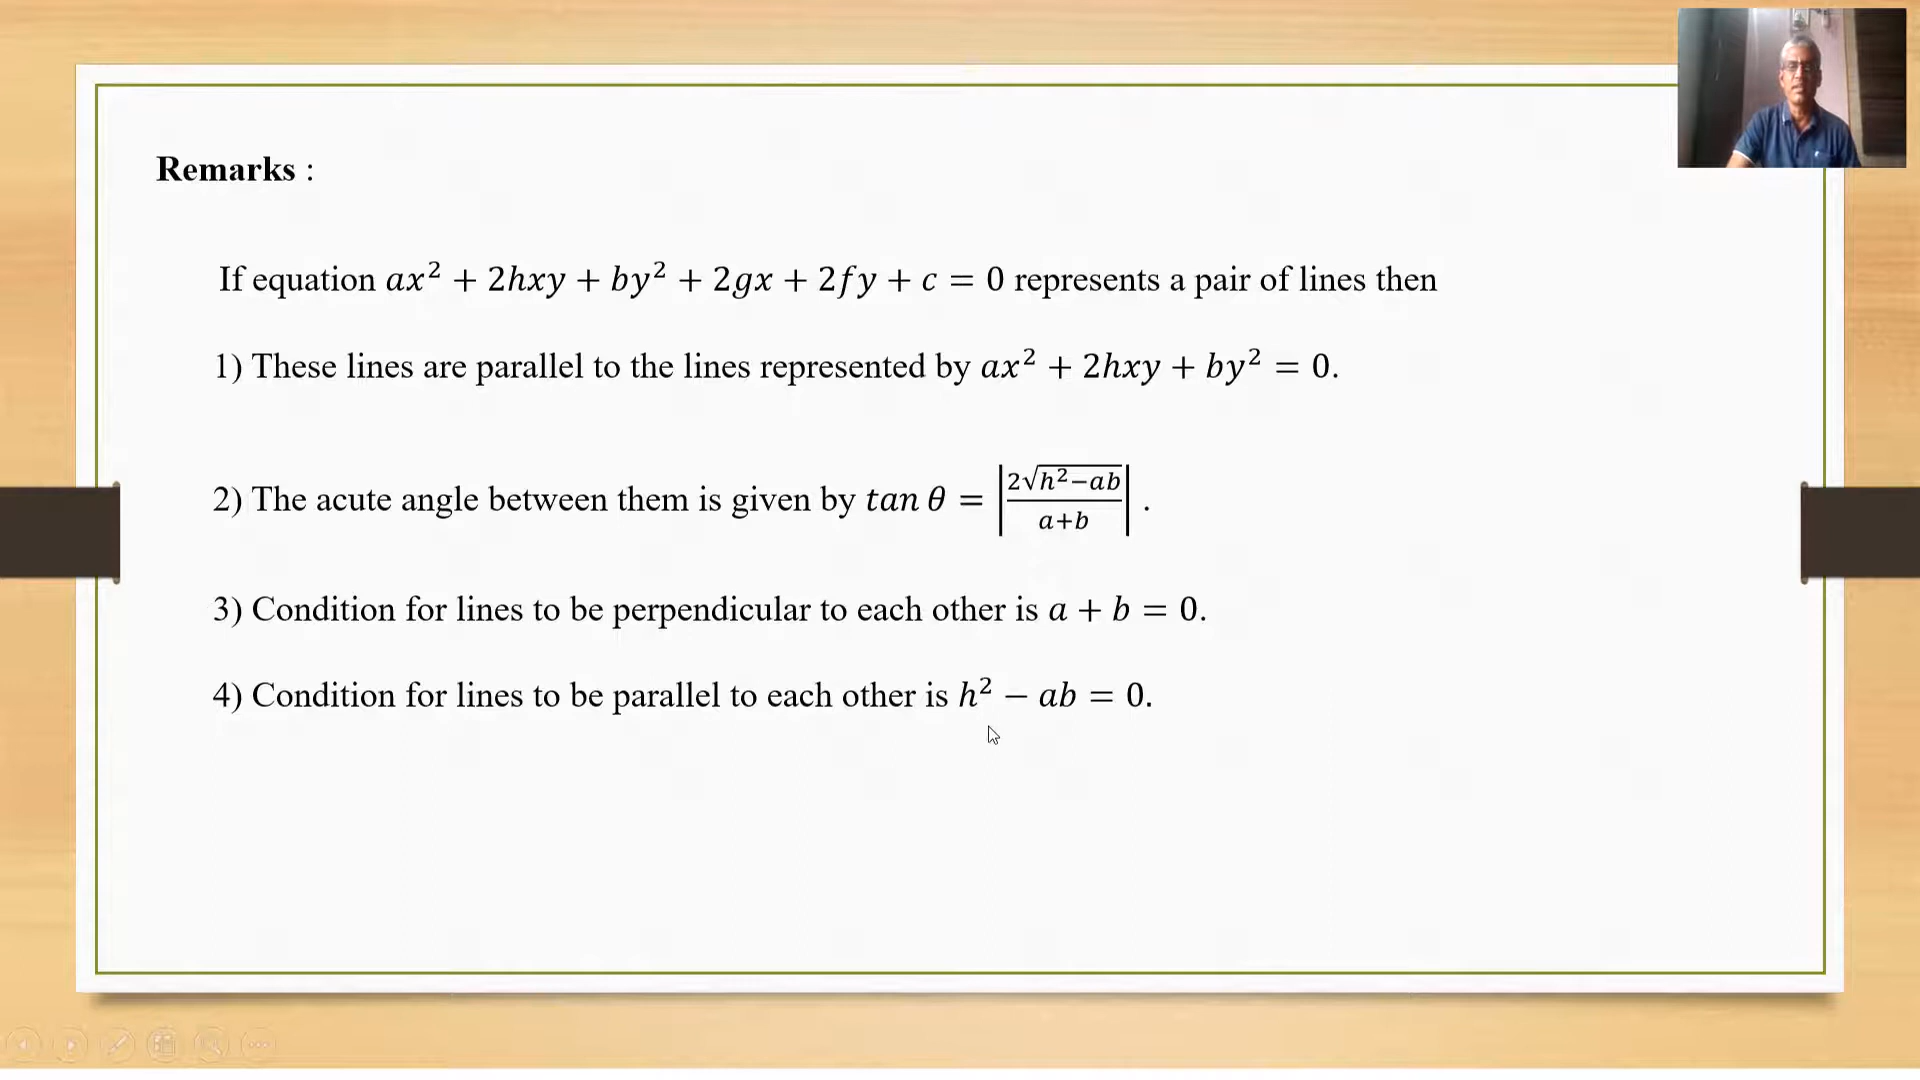 Remarks :
If equation 𝑎𝑥² + 2ℎ𝑥𝑦 + 𝑏𝑦² + 2𝑔𝑥 + 2𝑓𝑦 + 𝑐 = 0 represents a pair of lines then
1) These lines are parallel to the lines represented by 𝑎𝑥² + 2ℎ𝑥𝑦 + 𝑏𝑦² = 0.
2) The acute angle between them is given by 𝑡𝑎𝑛 𝜃 = |2√(ℎ²−𝑎𝑏)/(𝑎+𝑏)| .
3) Condition for lines to be perpendicular to each other is 𝑎 + 𝑏 = 0.
4) Condition for lines to be parallel to each other is ℎ² − 𝑎𝑏 = 0.